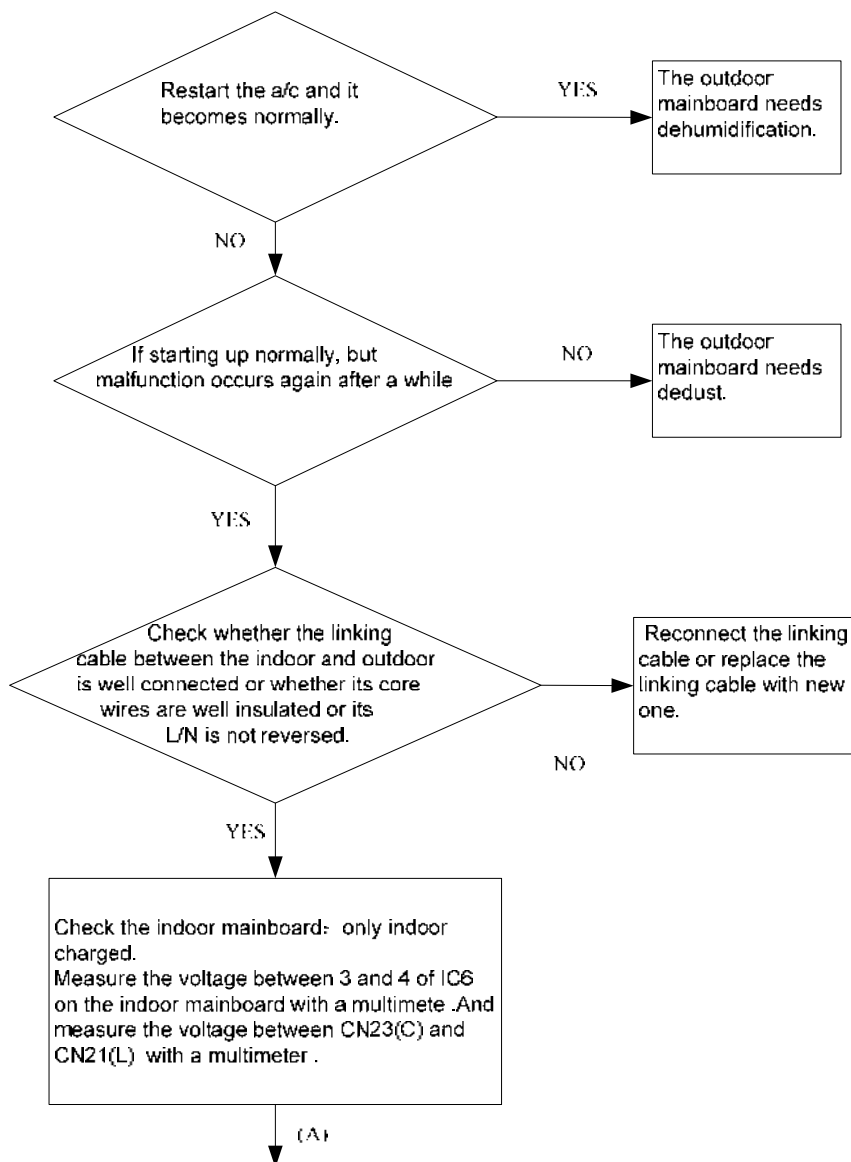 Restart the a/c and it
becomes normally.
YES
The outdoor
mainboard needs
dehumidification.
NO
If starting up normally, but
malfunction occurs again after a while
NO
The outdoor
mainboard needs
dedust.
YES
Check whether the linking
cable between the indoor and outdoor
is well connected or whether its core
wires are well insulated or its
L/N is not reversed.
NO
Reconnect the linking
cable or replace the
linking cable with new
one.
YES
Check the indoor mainboard: only indoor
charged.
Measure the voltage between 3 and 4 of IC6
on the indoor mainboard with a multimete .And
measure the voltage between CN23(C) and
CN21(L) with a multimeter .
(A)